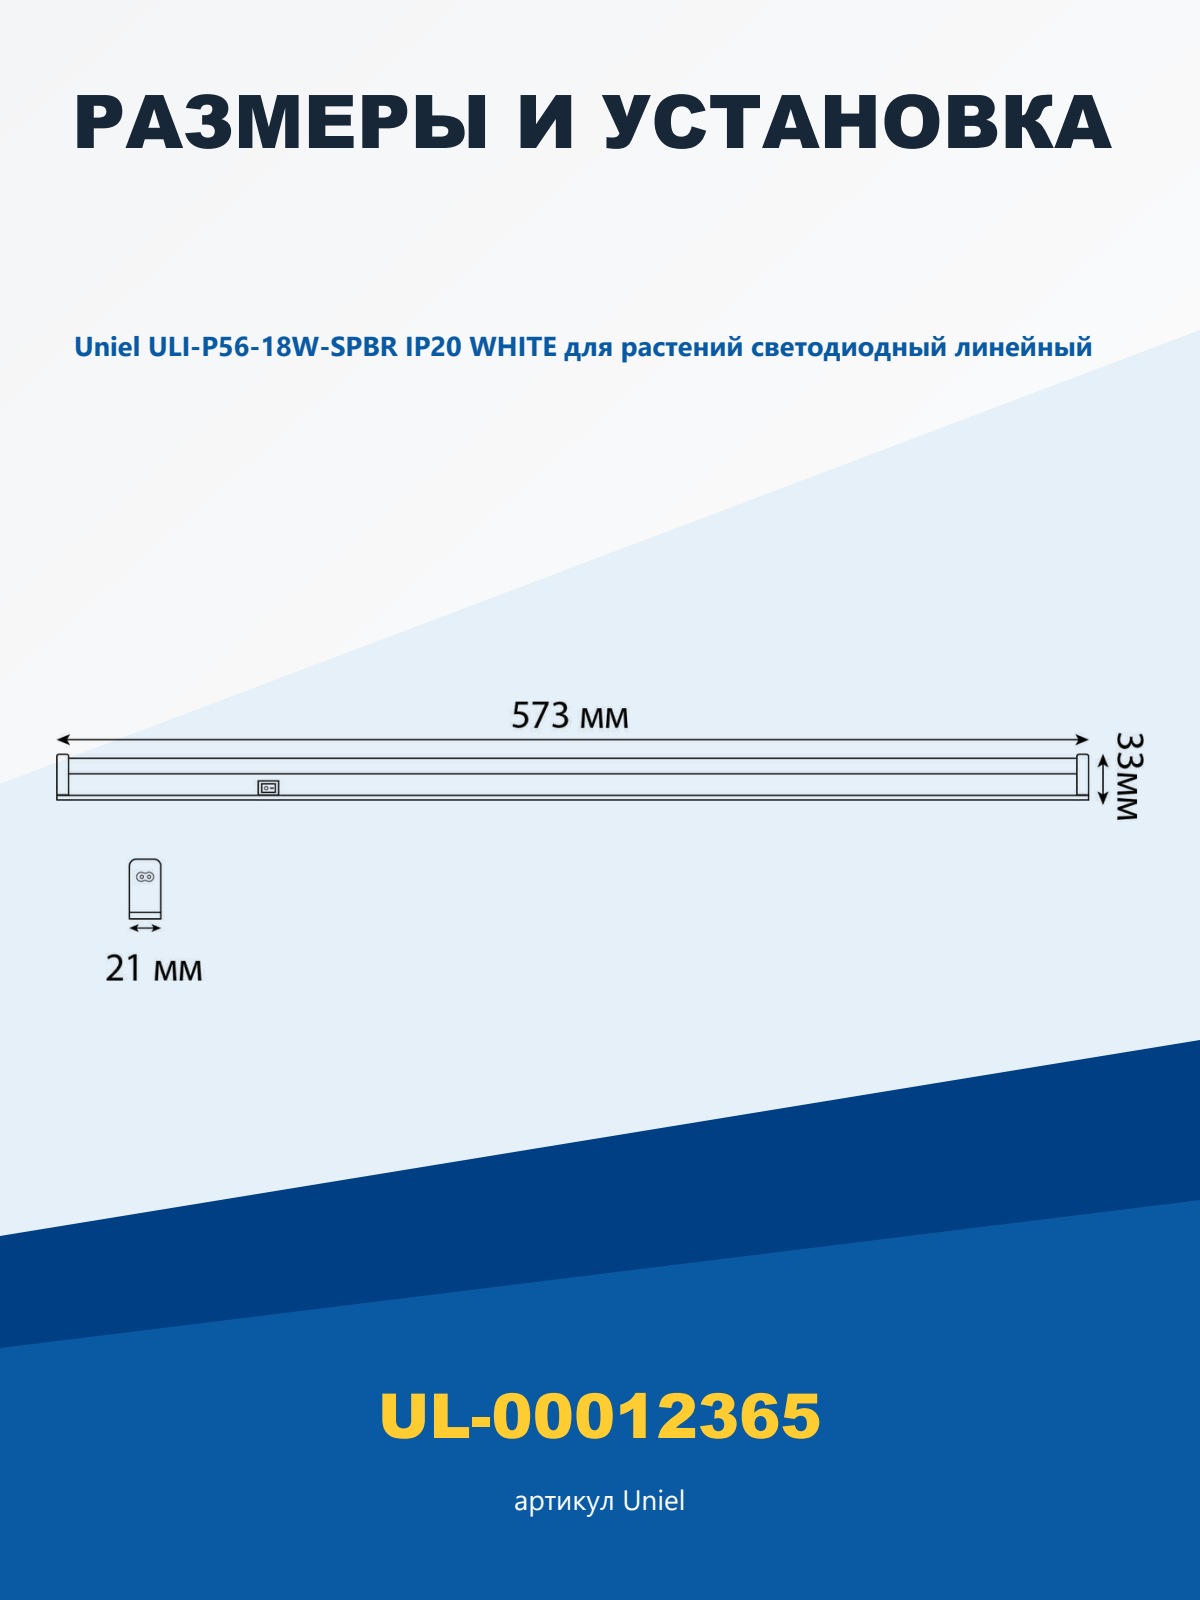 РАЗМЕРЫ И УСТАНОВКА
Uniel ULI-P56-18W-SPBR IP20 WHITE для растений светодиодный линейный
573 мм
33мм
21 мм
UL-00012365
артикул Uniel